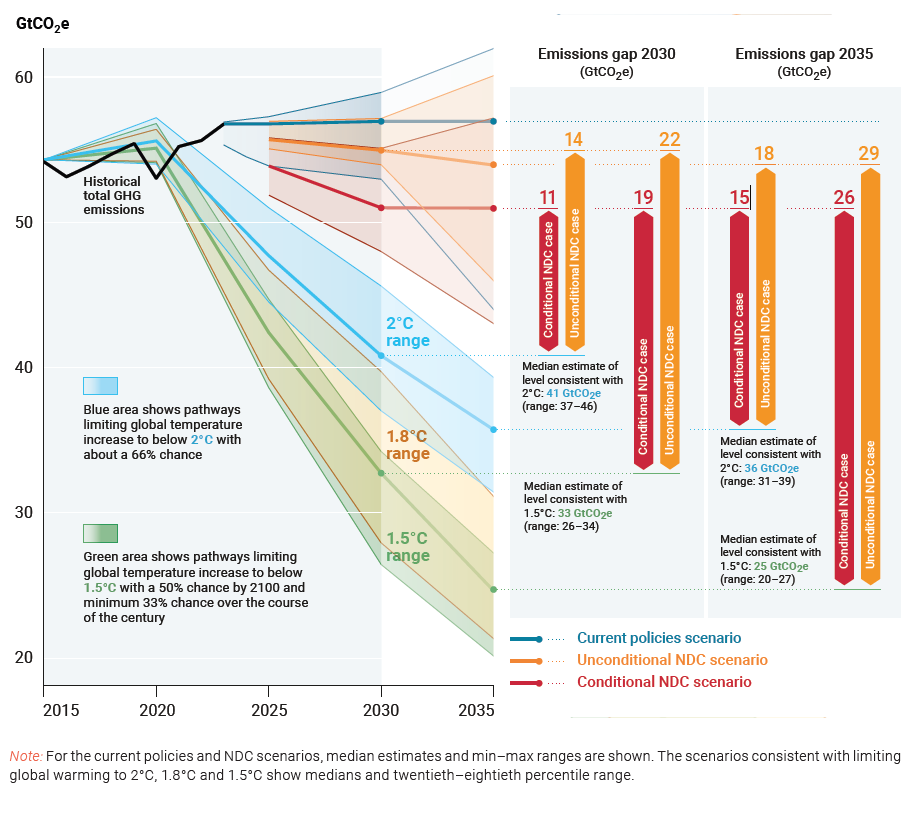 GtCO2e
60
50
40
30
20
2015
2020
2025
2030
2035
Historical
total GHG
emissions
Blue area shows pathways
limiting global temperature
increase to below 2°C with
about a 66% chance
Green area shows pathways limiting
global temperature increase to below
1.5°C with a 50% chance by 2100 and
minimum 33% chance over the course
of the century
2°C
range
1.8°C
range
1.5°C
range
Emissions gap 2030
(GtCO2e)
11
14
19
22
Conditional NDC case
Unconditional NDC case
Conditional NDC case
Unconditional NDC case
Median estimate of
level consistent with
2°C: 41 GtCO2e
(range: 37–46)
Median estimate of
level consistent with
1.5°C: 33 GtCO2e
(range: 26–34)
Emissions gap 2035
(GtCO2e)
15
18
26
29
Conditional NDC case
Unconditional NDC case
Conditional NDC case
Unconditional NDC case
Median estimate of
level consistent with
2°C: 36 GtCO2e
(range: 31–39)
Median estimate of
level consistent with
1.5°C: 25 GtCO2e
(range: 20–27)
Current policies scenario
Unconditional NDC scenario
Conditional NDC scenario
Note: For the current policies and NDC scenarios, median estimates and min–max ranges are shown. The scenarios consistent with limiting
global warming to 2°C, 1.8°C and 1.5°C show medians and twentieth–eightieth percentile range.